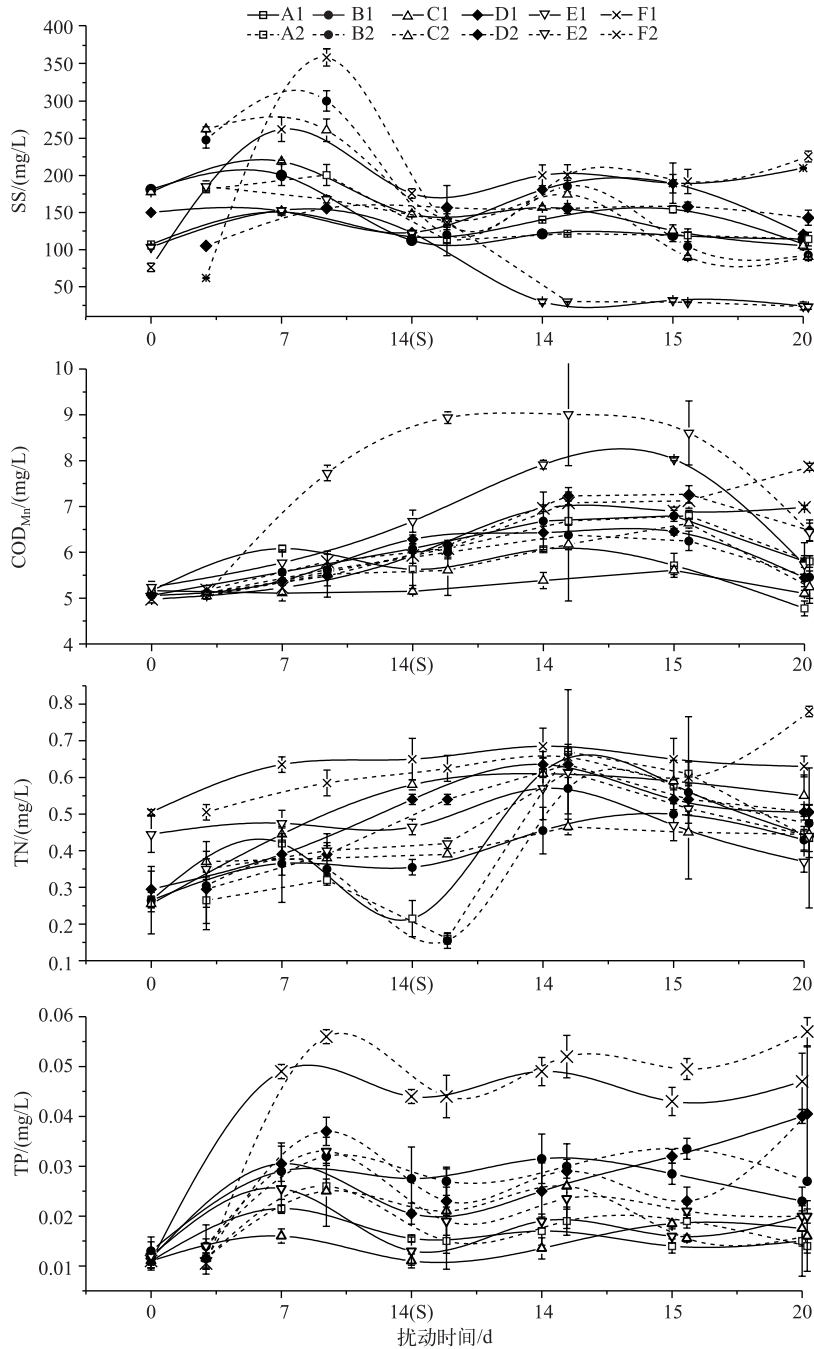 A1 B1 C1 D1 E1 F1
A2 B2 C2 D2 E2 F2
400
350
300
250
200
150
100
50
SS/(mg/L)
0 7 14(S) 14 15 20
10
9
8
7
6
5
4
COD_Mn/(mg/L)
0 7 14(S) 14 15 20
0.8
0.7
0.6
0.5
0.4
0.3
0.2
0.1
TN/(mg/L)
0 7 14(S) 14 15 20
0.06
0.05
0.04
0.03
0.02
0.01
TP/(mg/L)
0 7 14(S) 14 15 20
扰动时间/d